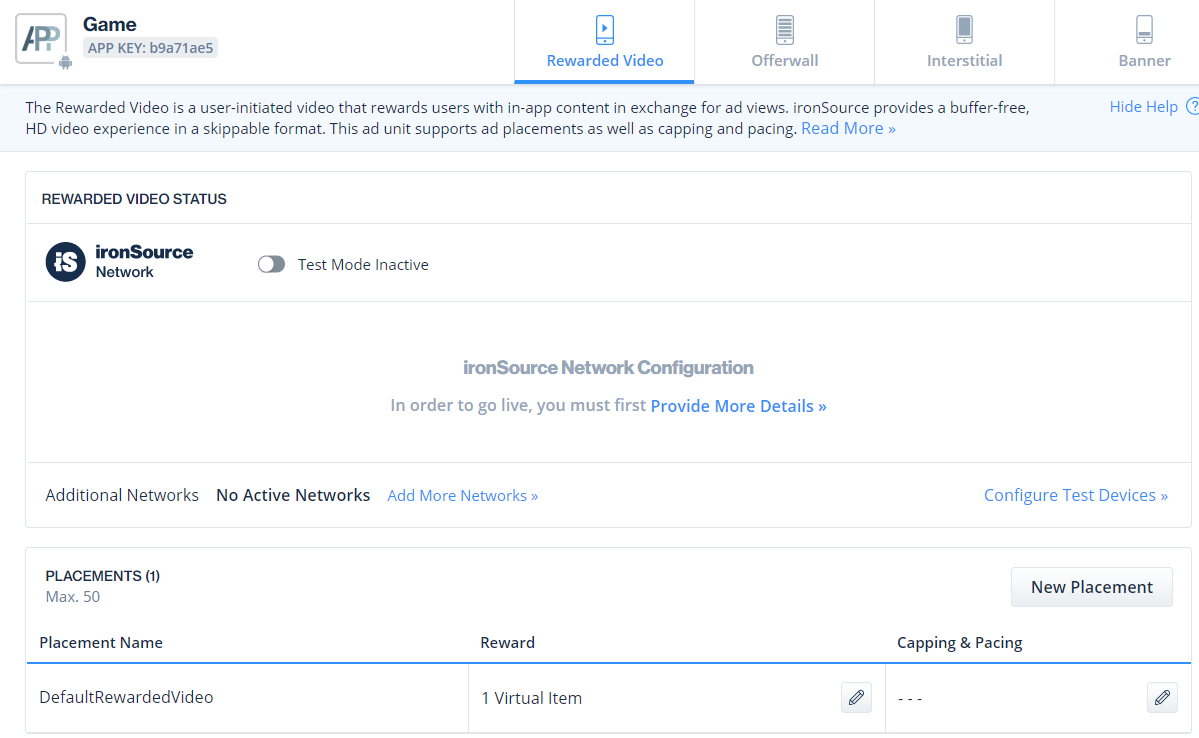 APP
Game
APP KEY: b9a71ae5
Rewarded Video
Offerwall
Interstitial
Banner
The Rewarded Video is a user-initiated video that rewards users with in-app content in exchange for ad views. ironSource provides a buffer-free,
HD video experience in a skippable format. This ad unit supports ad placements as well as capping and pacing. Read More »
Hide Help ?
REWARDED VIDEO STATUS
iS
ironSource
Network
Test Mode Inactive
ironSource Network Configuration
In order to go live, you must first Provide More Details »
Additional Networks No Active Networks Add More Networks »
Configure Test Devices »
PLACEMENTS (1)
Max. 50
New Placement
Placement Name Reward Capping & Pacing
DefaultRewardedVideo 1 Virtual Item - - -